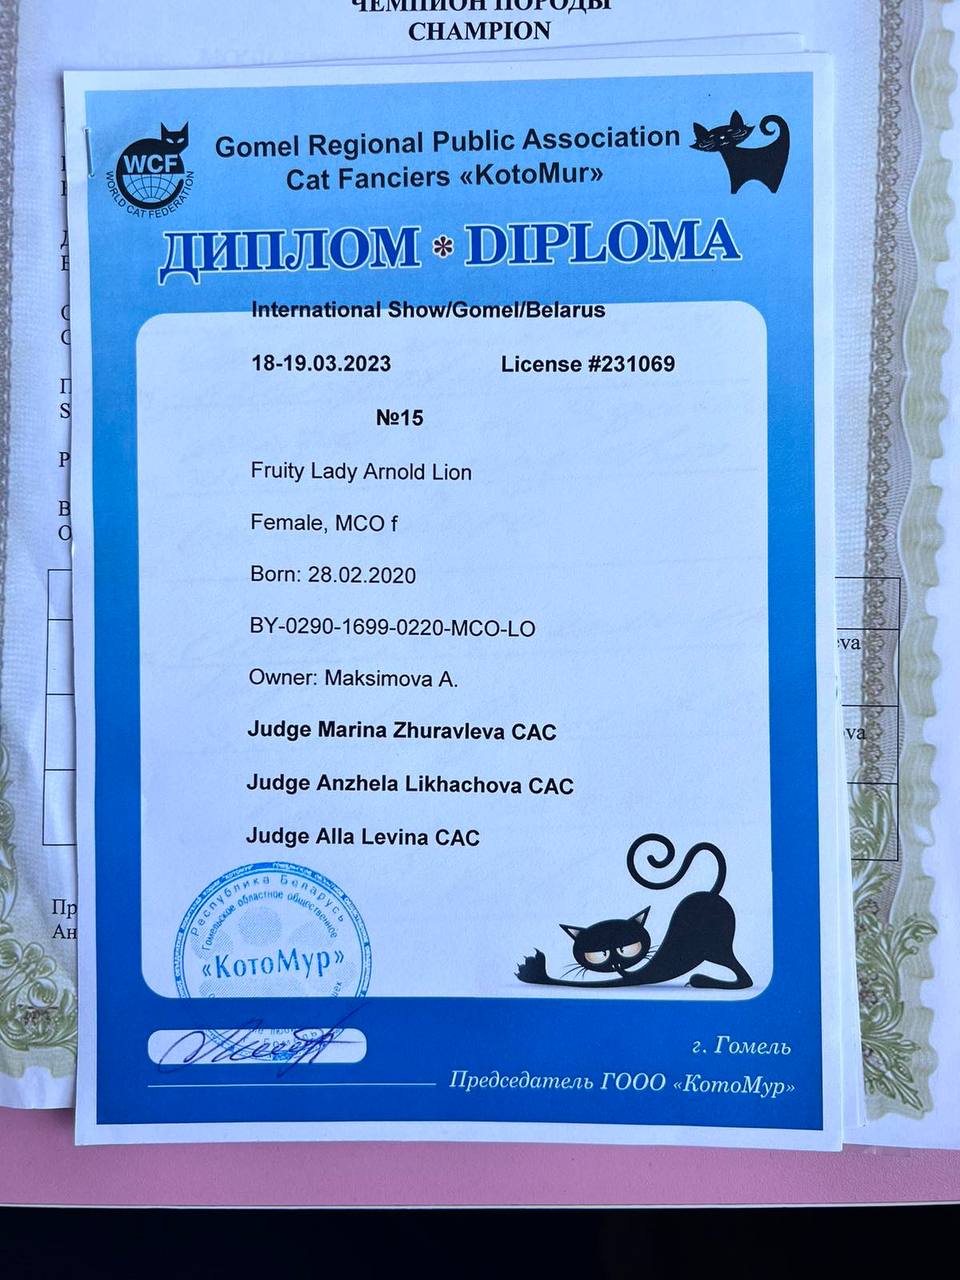 ЧЕМПИОН ПОРОДЫ
CHAMPION
WCF
WORLD CAT FEDERATION
Gomel Regional Public Association
Cat Fanciers «KotoMur»
ДИПЛОМ * DIPLOMA
International Show/Gomel/Belarus
18-19.03.2023 License #231069
№15
Fruity Lady Arnold Lion
Female, MCO f
Born: 28.02.2020
BY-0290-1699-0220-MCO-LO
Owner: Maksimova A.
Judge Marina Zhuravleva CAC
Judge Anzhela Likhachova CAC
Judge Alla Levina CAC
Республика Беларусь
Гомельское областное общественное
«КотоМур»
г. Гомель
Председатель ГООО «КотоМур»